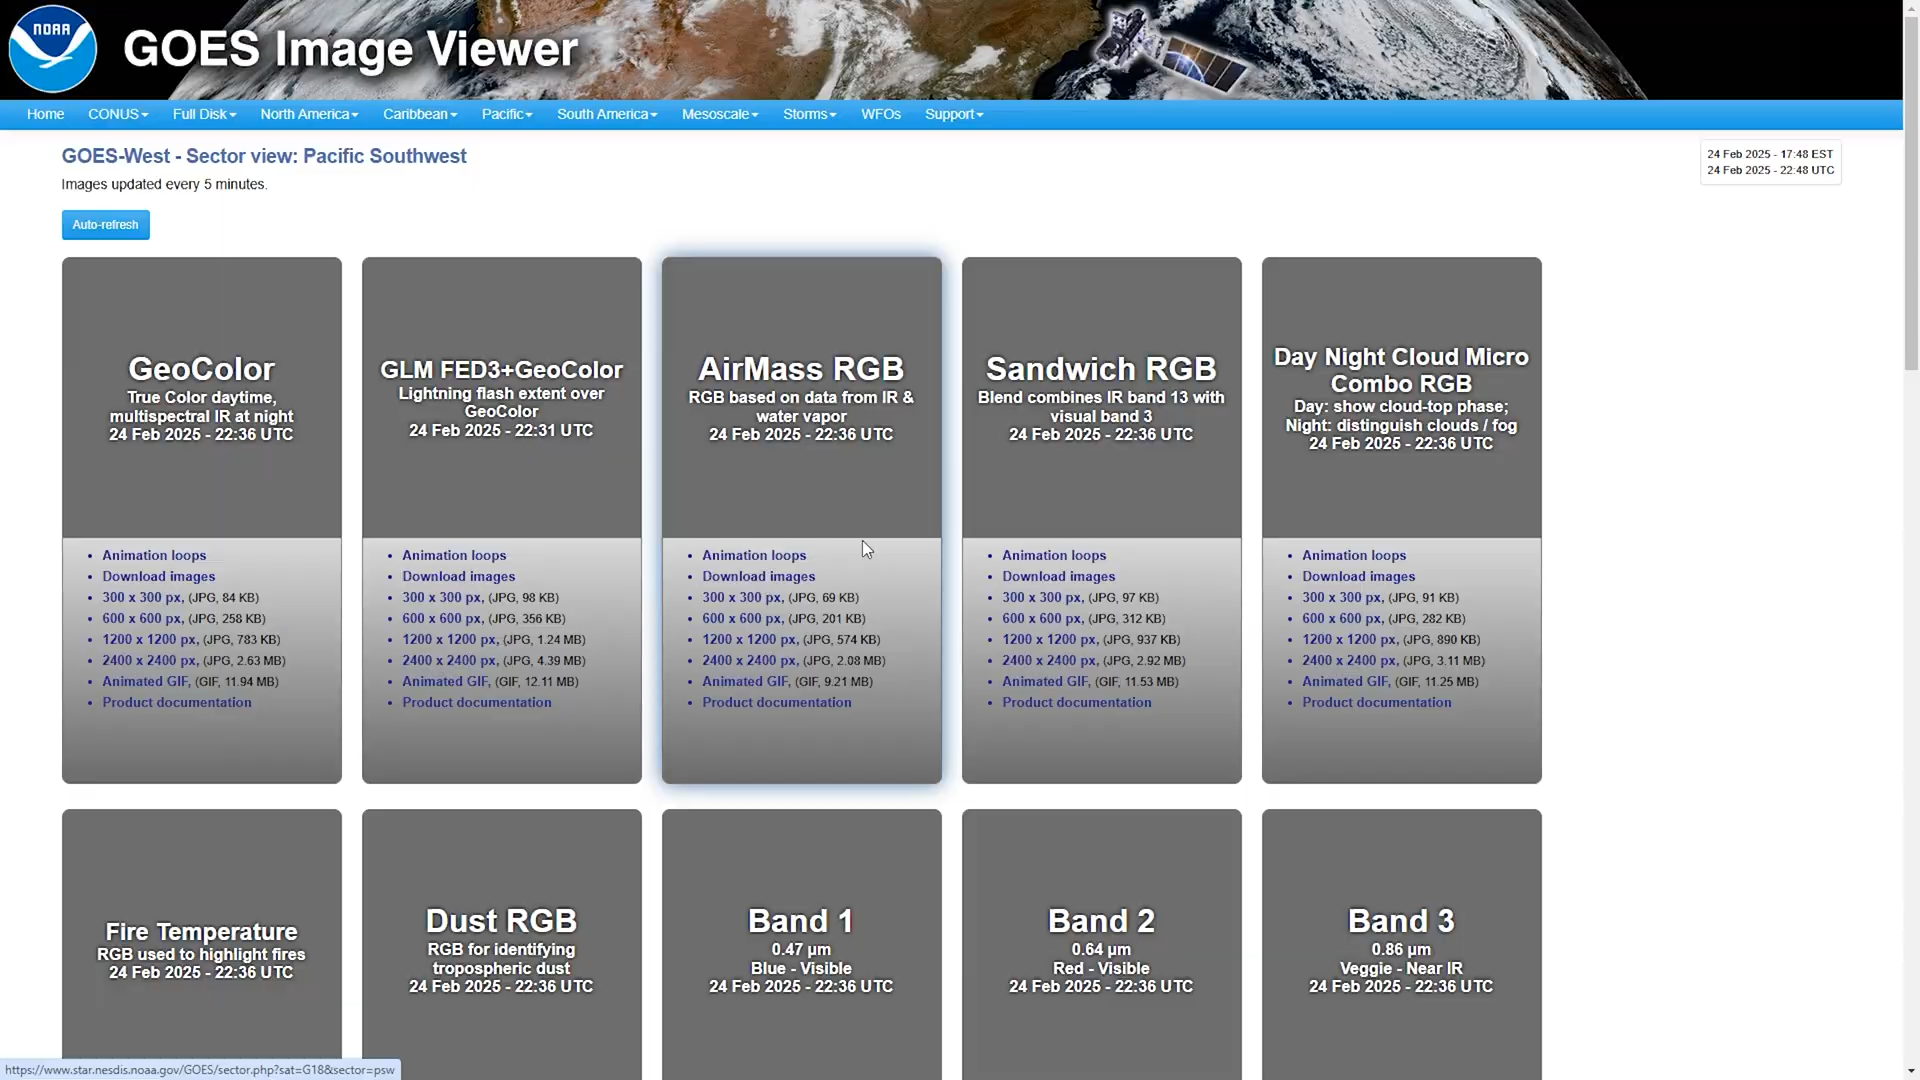 NOAA
GOES Image Viewer
Home CONUS Full Disk North America Caribbean Pacific South America Mesoscale Storms WFOs Support
GOES-West - Sector view: Pacific Southwest
24 Feb 2025 - 17:48 EST
24 Feb 2025 - 22:48 UTC
Images updated every 5 minutes.
Auto-refresh
GeoColor
True Color daytime,
multispectral IR at night
24 Feb 2025 - 22:36 UTC
Animation loops
Download images
300 x 300 px, (JPG, 84 KB)
600 x 600 px, (JPG, 258 KB)
1200 x 1200 px, (JPG, 783 KB)
2400 x 2400 px, (JPG, 2.63 MB)
Animated GIF, (GIF, 11.94 MB)
Product documentation
GLM FED3+GeoColor
Lightning flash extent over
GeoColor
24 Feb 2025 - 22:31 UTC
Animation loops
Download images
300 x 300 px, (JPG, 98 KB)
600 x 600 px, (JPG, 356 KB)
1200 x 1200 px, (JPG, 1.24 MB)
2400 x 2400 px, (JPG, 4.39 MB)
Animated GIF, (GIF, 12.11 MB)
Product documentation
AirMass RGB
RGB based on data from IR &
water vapor
24 Feb 2025 - 22:36 UTC
Animation loops
Download images
300 x 300 px, (JPG, 69 KB)
600 x 600 px, (JPG, 201 KB)
1200 x 1200 px, (JPG, 574 KB)
2400 x 2400 px, (JPG, 2.08 MB)
Animated GIF, (GIF, 9.21 MB)
Product documentation
Sandwich RGB
Blend combines IR band 13 with
visual band 3
24 Feb 2025 - 22:36 UTC
Animation loops
Download images
300 x 300 px, (JPG, 97 KB)
600 x 600 px, (JPG, 312 KB)
1200 x 1200 px, (JPG, 937 KB)
2400 x 2400 px, (JPG, 2.92 MB)
Animated GIF, (GIF, 11.53 MB)
Product documentation
Day Night Cloud Micro
Combo RGB
Day: show cloud-top phase;
Night: distinguish clouds / fog
24 Feb 2025 - 22:36 UTC
Animation loops
Download images
300 x 300 px, (JPG, 91 KB)
600 x 600 px, (JPG, 282 KB)
1200 x 1200 px, (JPG, 890 KB)
2400 x 2400 px, (JPG, 3.11 MB)
Animated GIF, (GIF, 11.25 MB)
Product documentation
Fire Temperature
RGB used to highlight fires
24 Feb 2025 - 22:36 UTC
Dust RGB
RGB for identifying
tropospheric dust
24 Feb 2025 - 22:36 UTC
Band 1
0.47 µm
Blue - Visible
24 Feb 2025 - 22:36 UTC
Band 2
0.64 µm
Red - Visible
24 Feb 2025 - 22:36 UTC
Band 3
0.86 µm
Veggie - Near IR
24 Feb 2025 - 22:36 UTC
https://www.star.nesdis.noaa.gov/GOES/sector.php?sat=G18&sector=psw